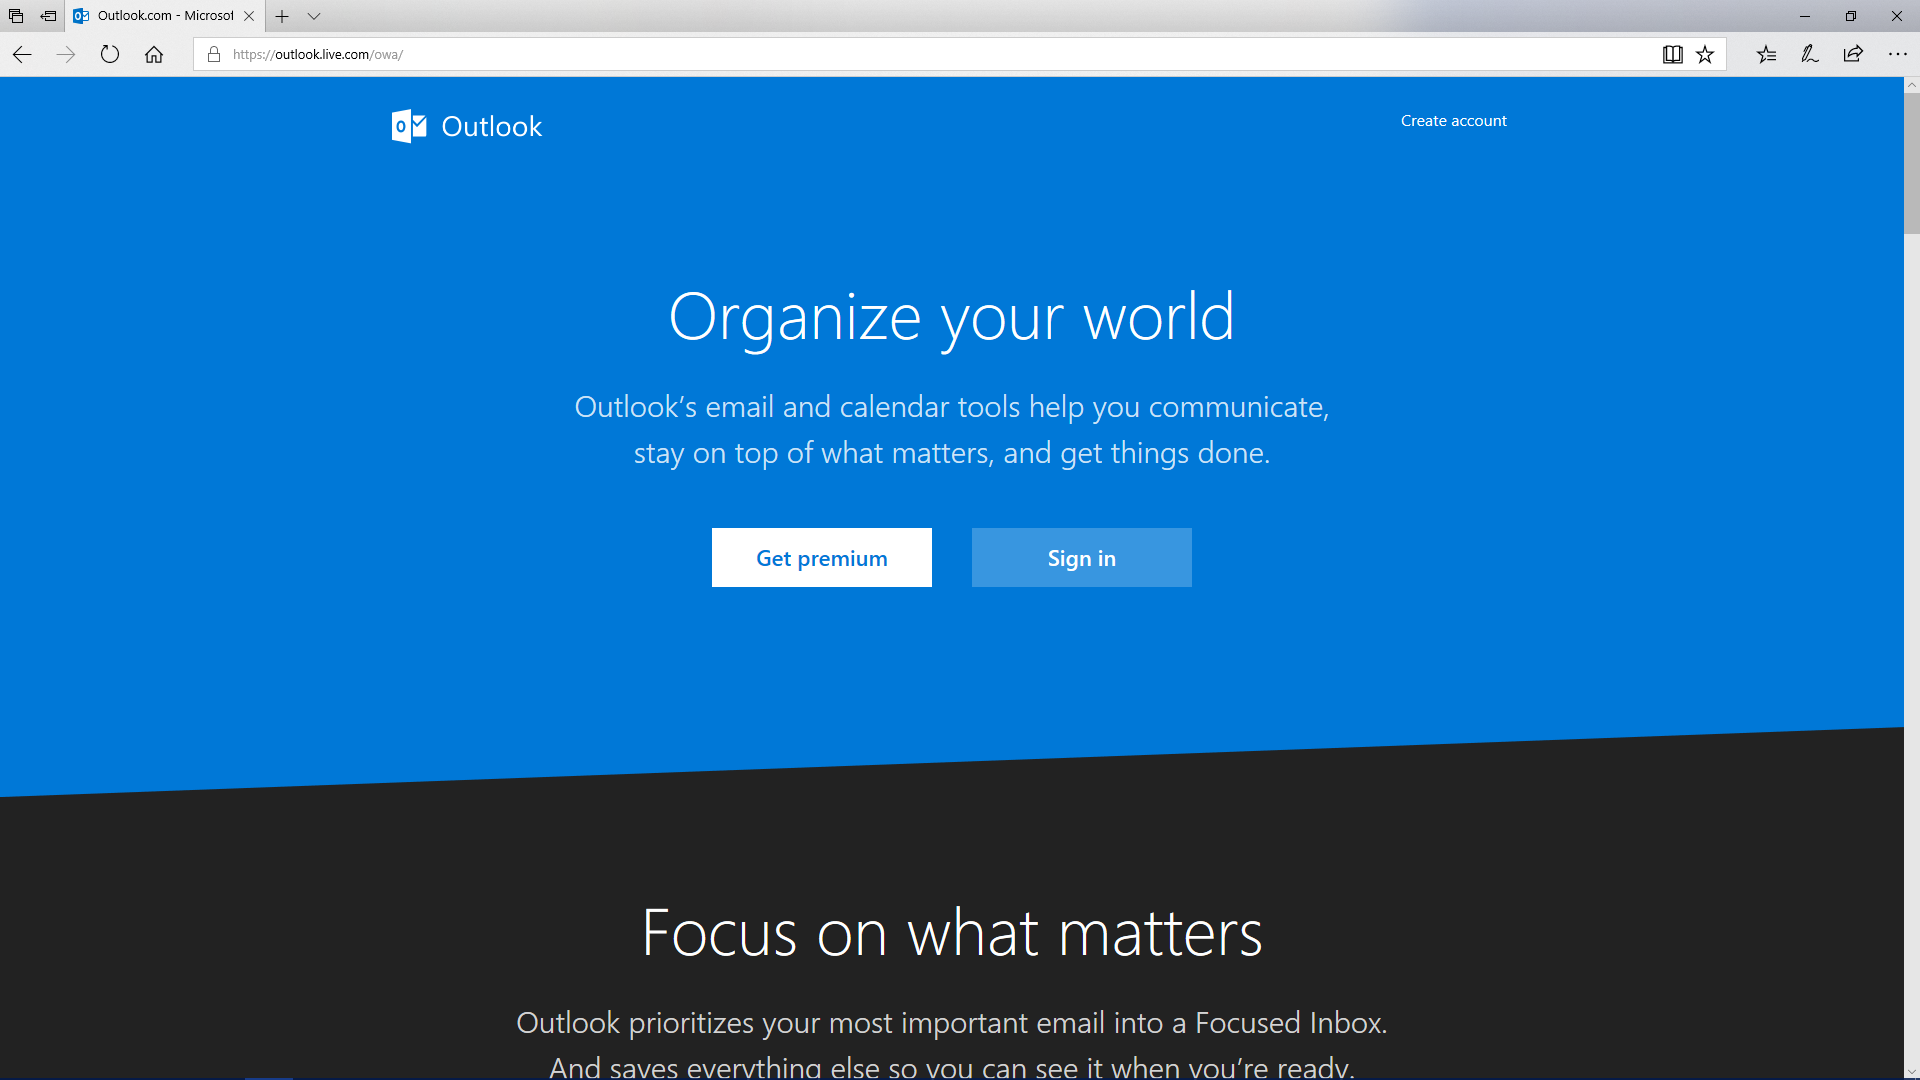 Outlook.com - Microsof
https://outlook.live.com/owa/
Outlook
Create account
Organize your world
Outlook’s email and calendar tools help you communicate,
stay on top of what matters, and get things done.
Get premium
Sign in
Focus on what matters
Outlook prioritizes your most important email into a Focused Inbox.
And saves everything else so you can see it when you’re ready.